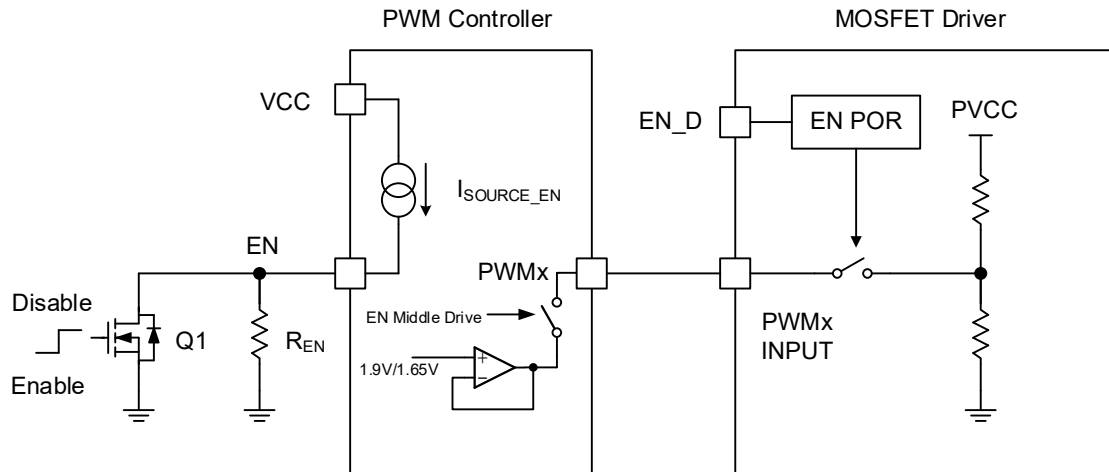 PWM Controller
MOSFET Driver
VCC
EN_D
EN POR
PVCC
ISOURCE_EN
EN
PWMx
Disable
Enable
Q1
REN
EN Middle Drive
1.9V/1.65V
+
−
PWMx
INPUT